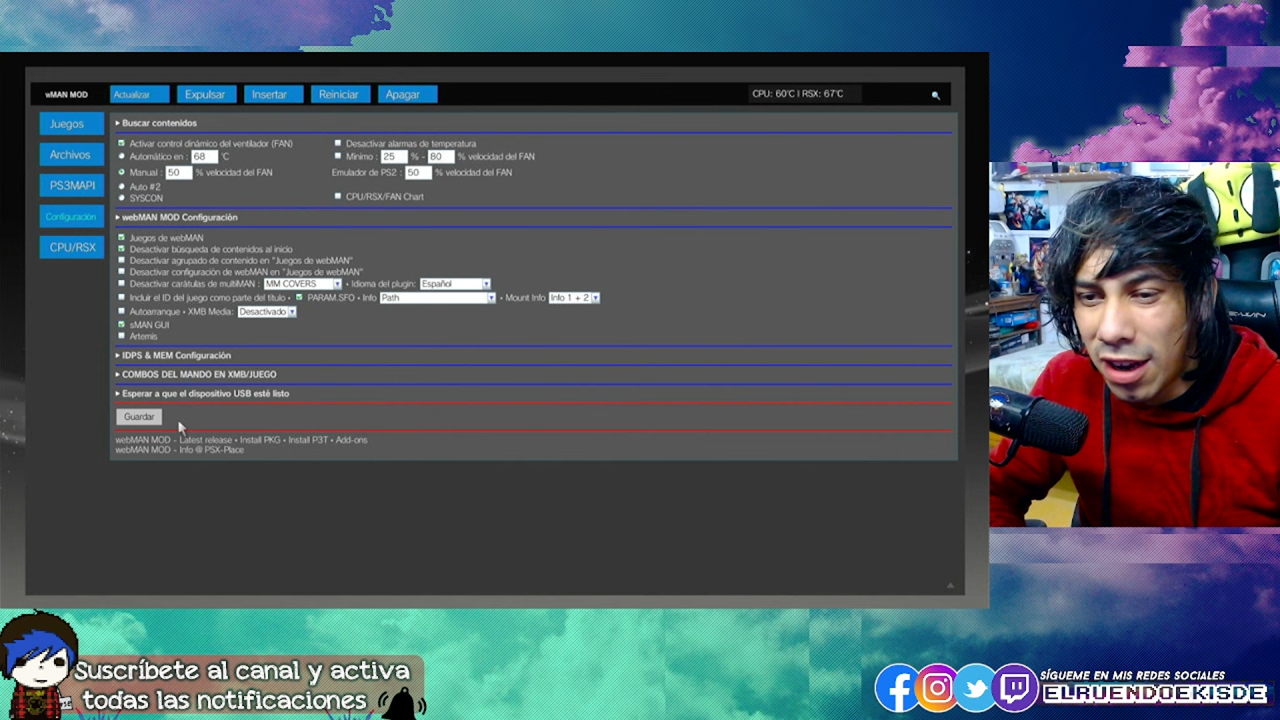 wMAN MOD
Actualizar
Expulsar
Insertar
Reiniciar
Apagar
CPU: 60°C | RSX: 67°C
Juegos
Archivos
PS3MAPI
Configuración
CPU/RSX
Buscar contenidos
Activar control dinámico del ventilador (FAN)
Desactivar alarmas de temperatura
Automático en : 68 °C
Mínimo : 25 % - 80 % velocidad del FAN
Manual : 50 % velocidad del FAN
Emulador de PS2 : 50 % velocidad del FAN
Auto #2
SYSCON
CPU/RSX/FAN Chart
webMAN MOD Configuración
Juegos de webMAN
Desactivar búsqueda de contenidos al inicio
Desactivar agrupado de contenido en "Juegos de webMAN"
Desactivar configuración de webMAN en "Juegos de webMAN"
Desactivar carátulas de multiMAN : MM COVERS • Idioma del plugin: Español
Incluir el ID del juego como parte del título • PARAM.SFO • Info Path • Mount Info Info 1 + 2
Autoarranque • XMB Media: Desactivado
sMAN GUI
Artemis
IDPS & MEM Configuración
COMBOS DEL MANDO EN XMB/JUEGO
Esperar a que el dispositivo USB esté listo
Guardar
webMAN MOD - Latest release • Install PKG • Install P3T • Add-ons
webMAN MOD - Info @ PSX-Place
Suscríbete al canal y activa
todas las notificaciones
SÍGUEME EN MIS REDES SOCIALES
ELRUENDOEKISDE